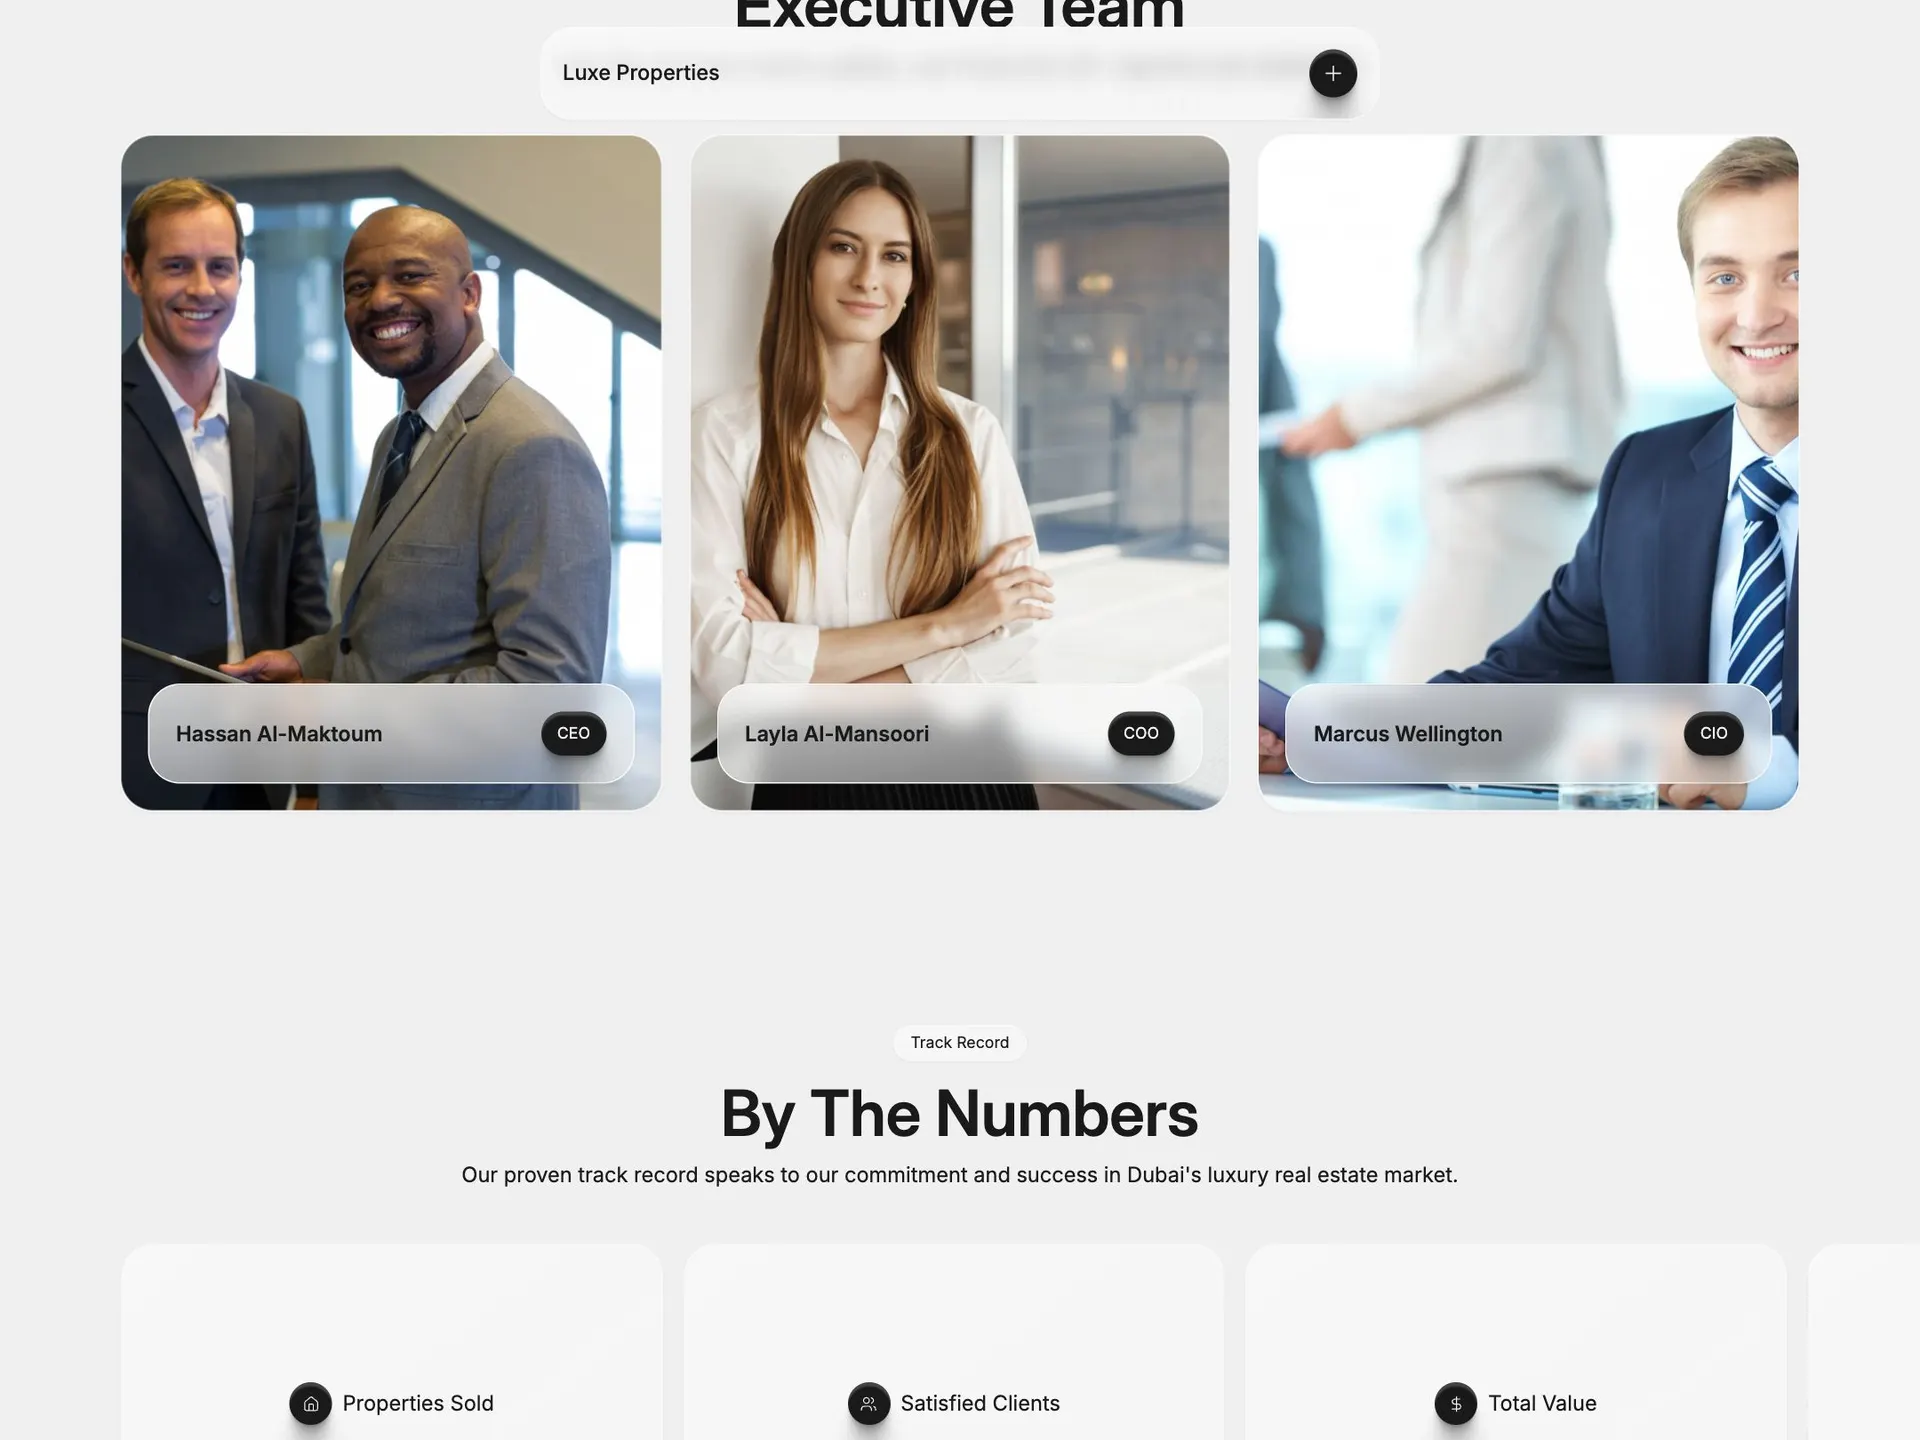 Executive Team
Luxe Properties
Hassan Al-Maktoum
CEO
Layla Al-Mansoori
COO
Marcus Wellington
CIO
Track Record
By The Numbers
Our proven track record speaks to our commitment and success in Dubai's luxury real estate market.
Properties Sold
Satisfied Clients
Total Value